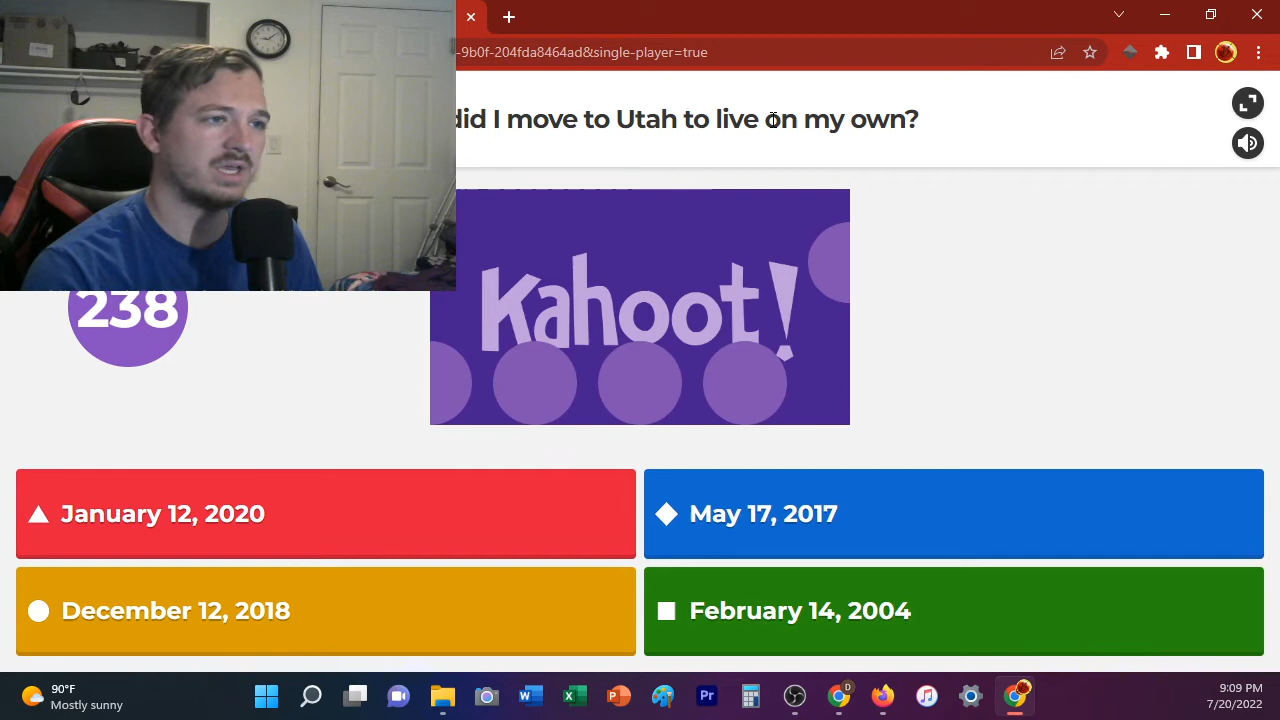 -9b0f-204fda8464ad&single-player=true
did I move to Utah to live on my own?
238
Kahoot!
January 12, 2020
May 17, 2017
December 12, 2018
February 14, 2004
90°F
Mostly sunny
D
Pr
9:09 PM
7/20/2022